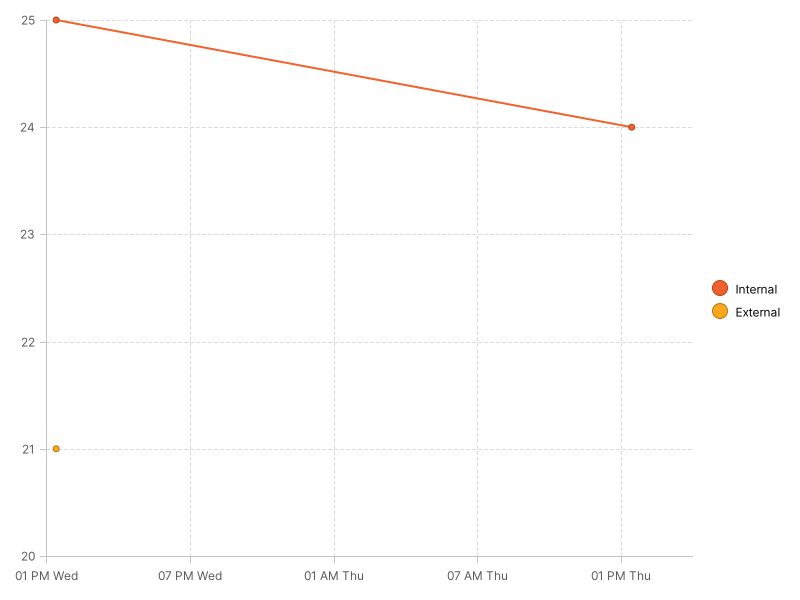 25
24
23
22
21
20
01 PM Wed
07 PM Wed
01 AM Thu
07 AM Thu
01 PM Thu
Internal
External